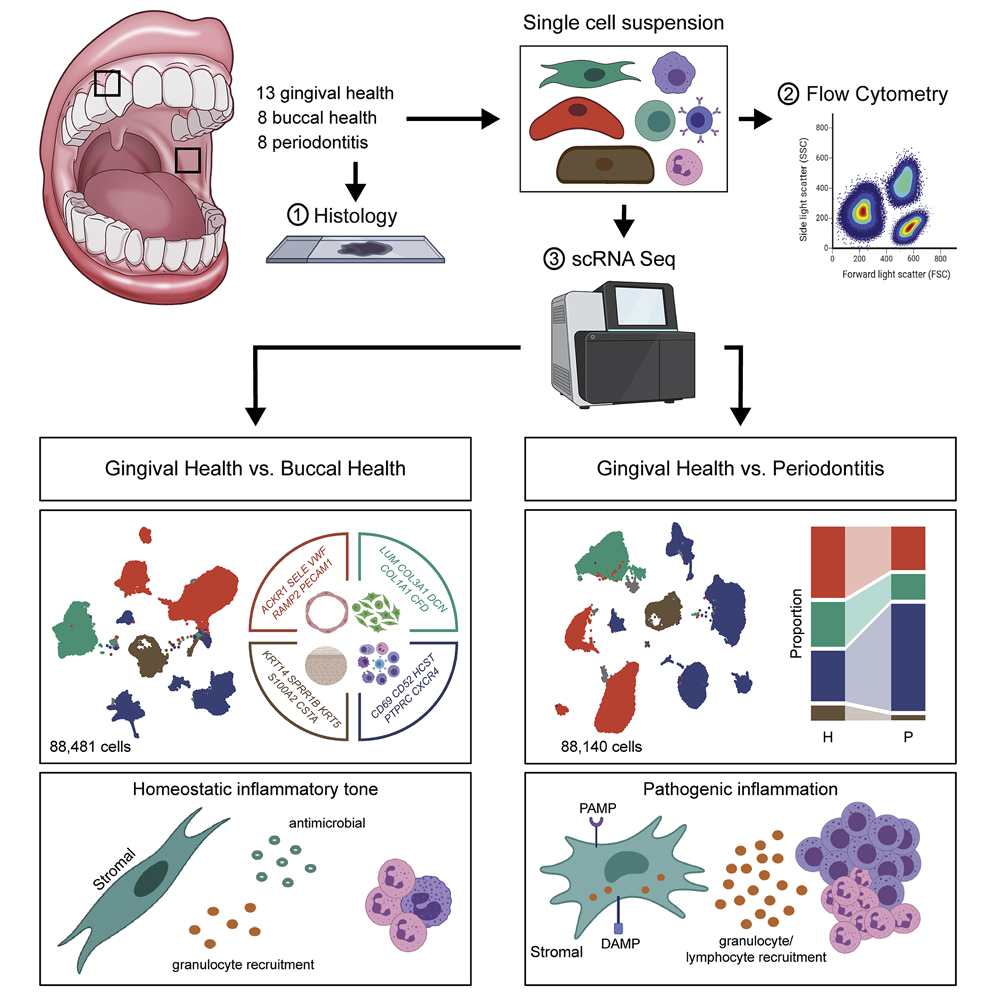 Single cell suspension
13 gingival health
8 buccal health
8 periodontitis
① Histology
② Flow Cytometry
Side light scatter (SSC)
800
600
400
200
0
0 200 400 600 800
Forward light scatter (FSC)
③ scRNA Seq
Gingival Health vs. Buccal Health
ACKR1 SELE VWF
RAMP2 PECAM1
LUM COL3A1 DCN
COL1A1 CFD
KRT14 SPRR1B KRT5
S100A2 CSTA
CD69 CD52 HCST
PTPRC CXCR4
88,481 cells
Homeostatic inflammatory tone
Stromal
antimicrobial
granulocyte recruitment
Gingival Health vs. Periodontitis
Proportion
H P
88,140 cells
Pathogenic inflammation
PAMP
Stromal
DAMP
granulocyte/
lymphocyte recruitment